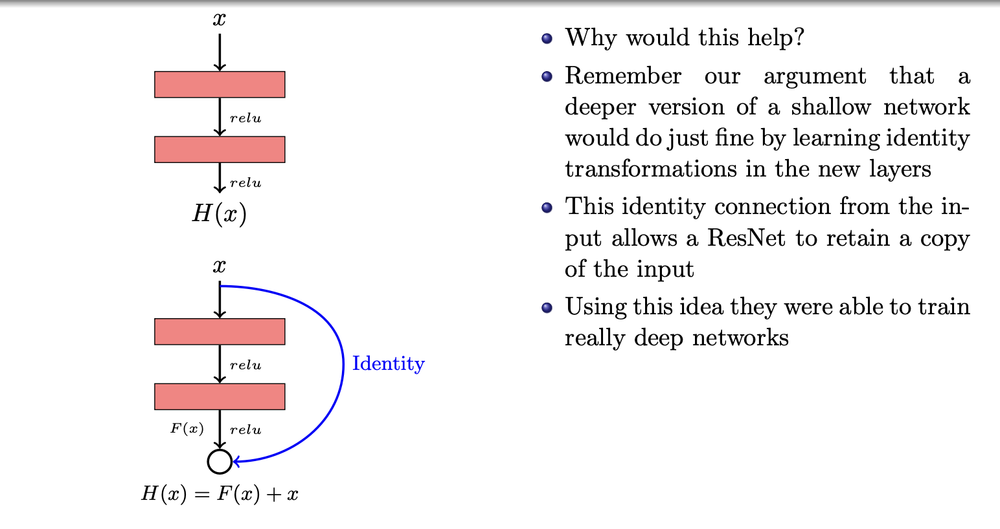 x
relu
relu
H(x)
x
relu
Identity
F(x) relu
H(x) = F(x) + x
Why would this help?
Remember our argument that a
deeper version of a shallow network
would do just fine by learning identity
transformations in the new layers
This identity connection from the in-
put allows a ResNet to retain a copy
of the input
Using this idea they were able to train
really deep networks